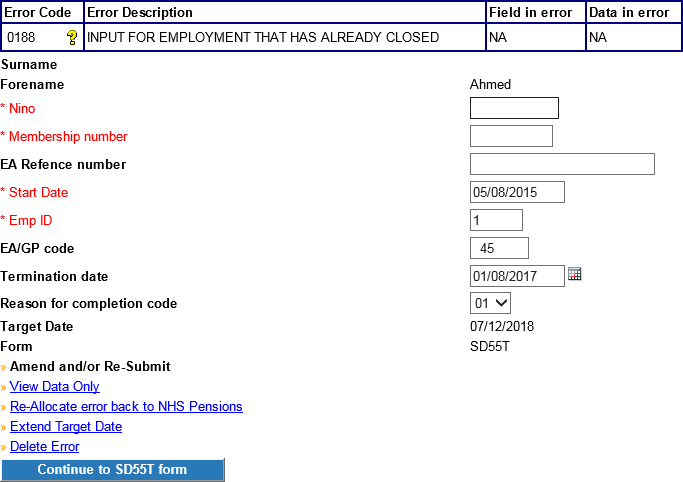 Error Code Error Description Field in error Data in error
0188 ? INPUT FOR EMPLOYMENT THAT HAS ALREADY CLOSED NA NA
Surname
Forename Ahmed
* Nino
* Membership number
EA Refence number
* Start Date 05/08/2015
* Emp ID 1
EA/GP code 45
Termination date 01/08/2017
Reason for completion code 01
Target Date 07/12/2018
Form SD55T
» Amend and/or Re-Submit
» View Data Only
» Re-Allocate error back to NHS Pensions
» Extend Target Date
» Delete Error
Continue to SD55T form